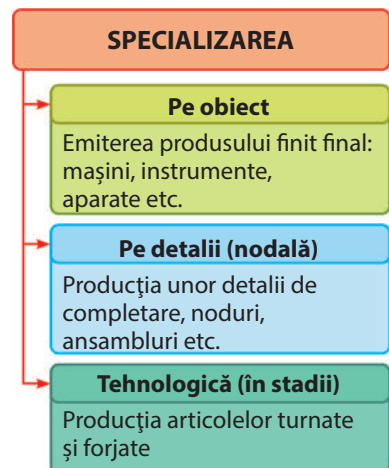 SPECIALIZAREA
Pe obiect
Emiterea produsului finit final:
mașini, instrumente,
aparate etc.
Pe detalii (nodală)
Producţia unor detalii de
completare, noduri,
ansambluri etc.
Tehnologică (în stadii)
Producţia articolelor turnate
și forjate